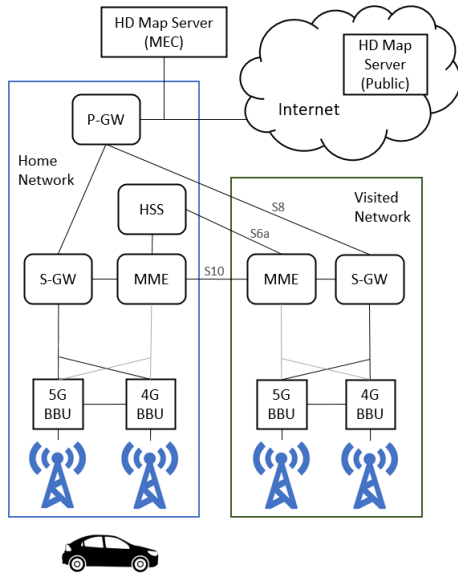 HD Map Server
(MEC)
HD Map
Server
(Public)
Internet
P-GW
Home
Network
HSS
S8
Visited
Network
S6a
S-GW
MME
S10
MME
S-GW
5G
BBU
4G
BBU
5G
BBU
4G
BBU